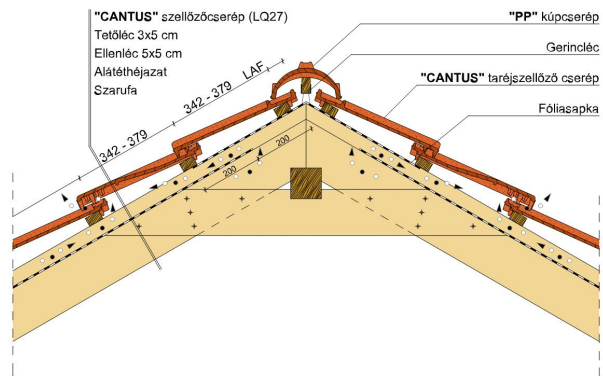 "CANTUS" szellőzőcserép (LQ27)
Tetőléc 3x5 cm
Ellenléc 5x5 cm
Alátéthéjazat
Szarufa
"PP" kúpcserép
Gerincléc
"CANTUS" taréjszellőző cserép
Fóliasapka
342 - 379
342 - 379
LAF
200
200